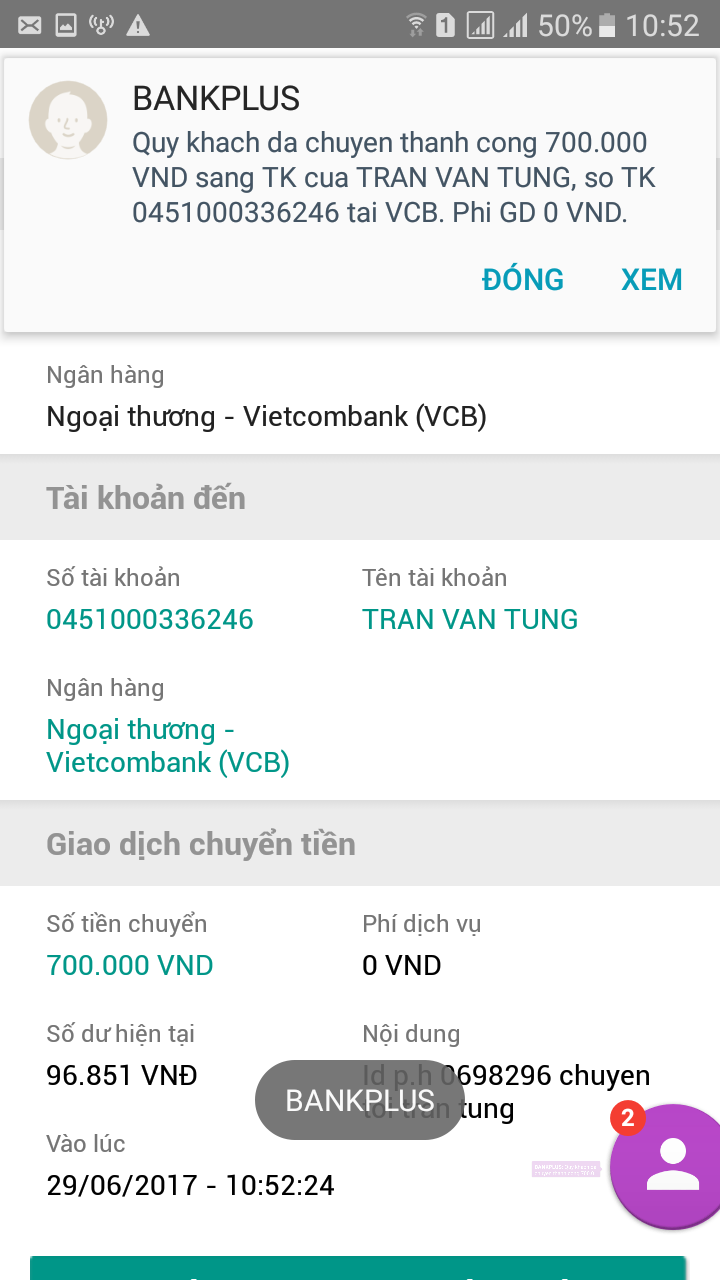 50% 10:52
BANKPLUS
Quy khach da chuyen thanh cong 700.000
VND sang TK cua TRAN VAN TUNG, so TK
0451000336246 tai VCB. Phi GD 0 VND.
ĐÓNG XEM
Ngân hàng
Ngoại thương - Vietcombank (VCB)
Tài khoản đến
Số tài khoản Tên tài khoản
0451000336246 TRAN VAN TUNG
Ngân hàng
Ngoại thương -
Vietcombank (VCB)
Giao dịch chuyển tiền
Số tiền chuyển Phí dịch vụ
700.000 VND 0 VND
Số dư hiện tại Nội dung
96.851 VNĐ Id p.h 0698296 chuyen
toi tran tung
BANKPLUS
2
Vào lúc
29/06/2017 - 10:52:24